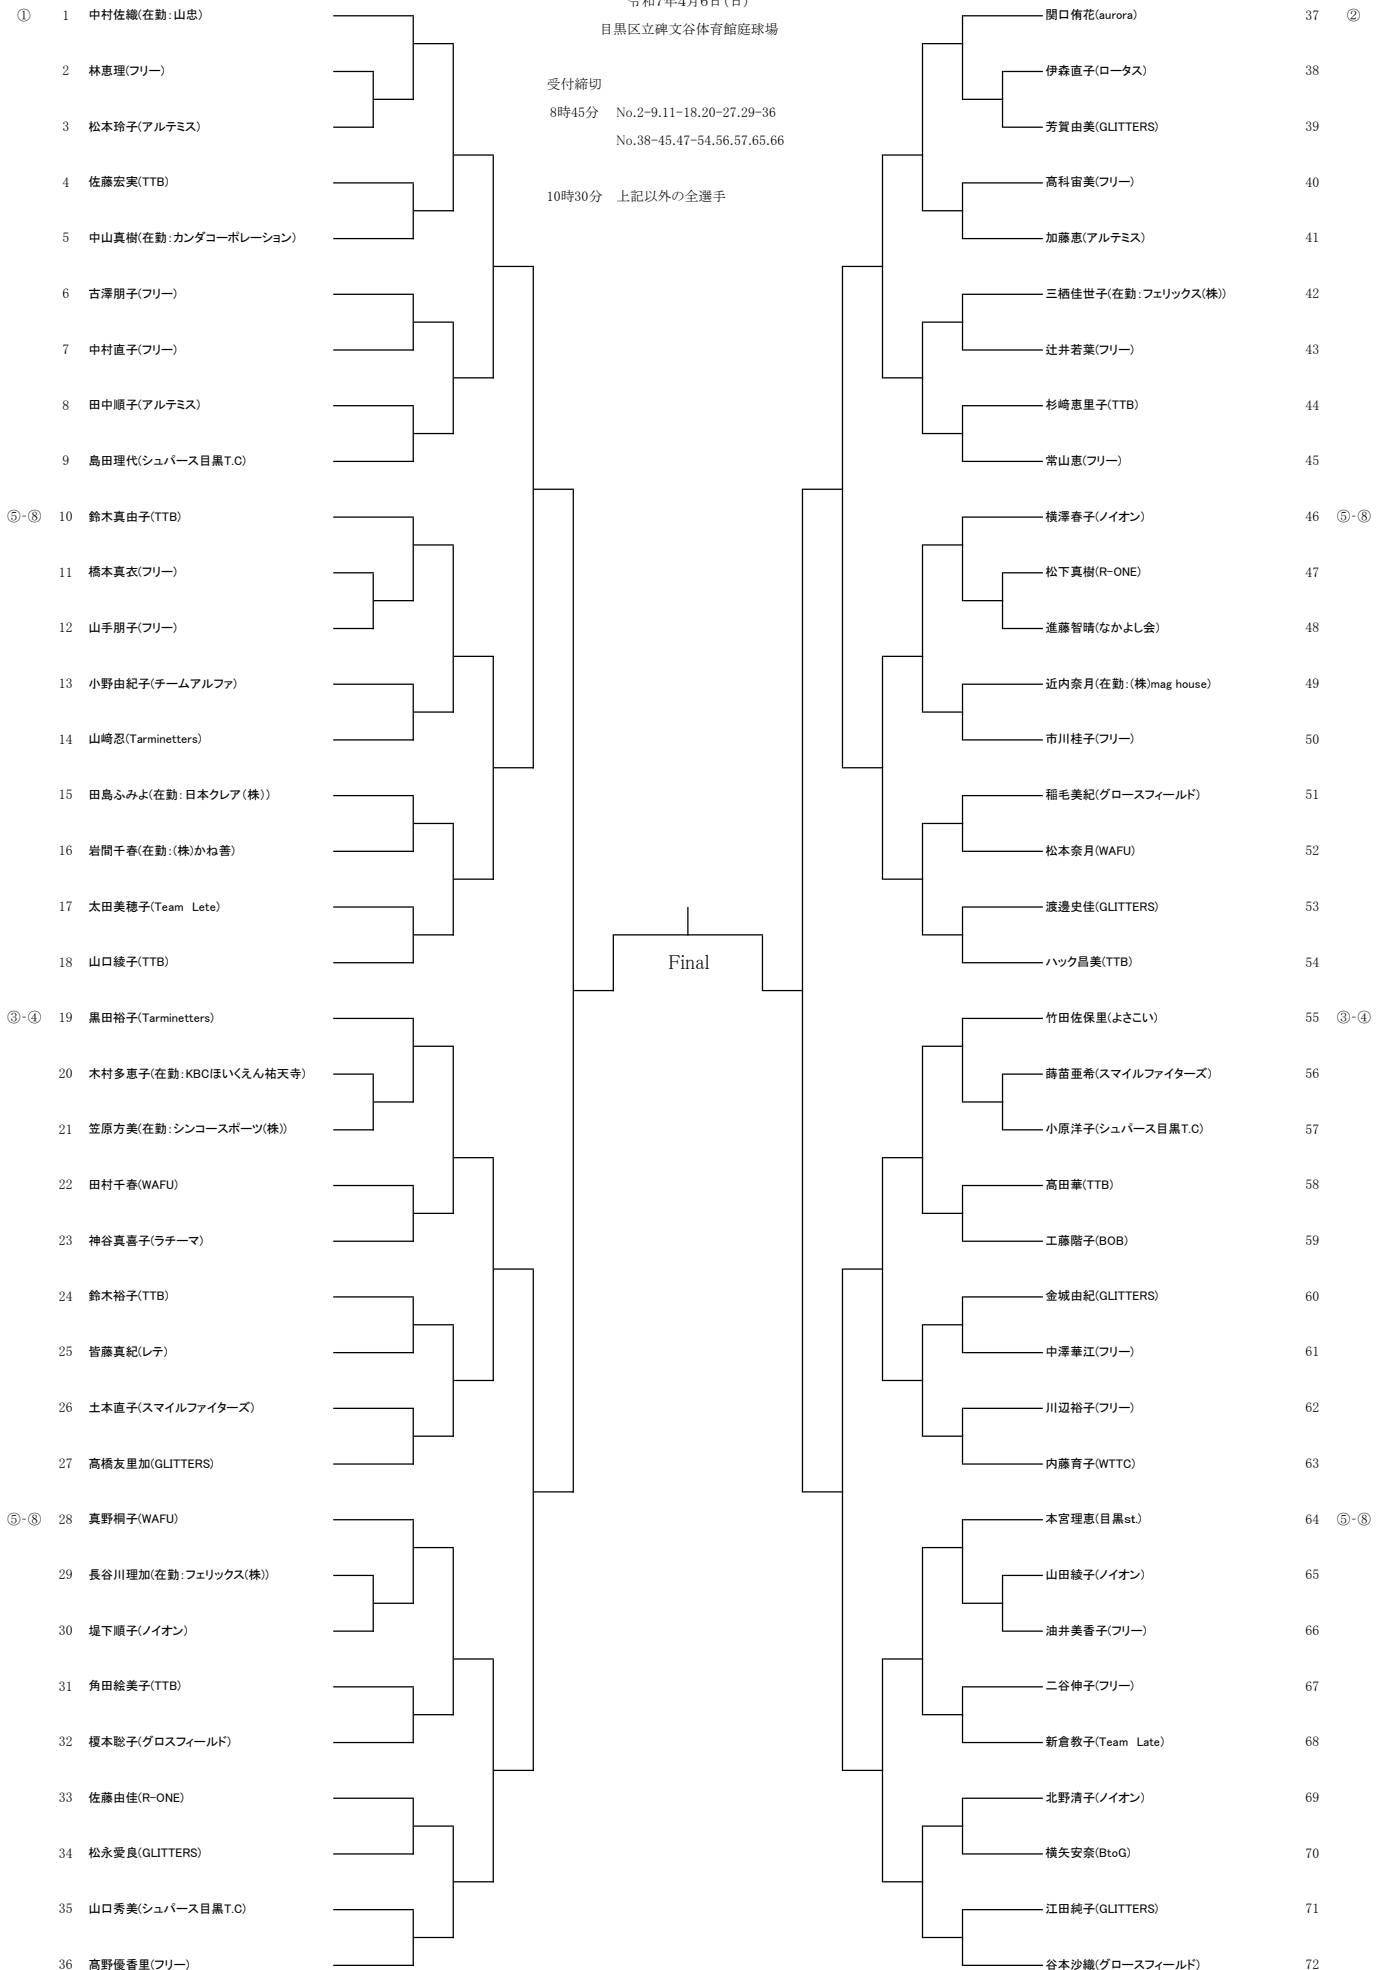 令和7年4月6日(日)
目黒区立碑文谷体育館庭球場
受付締切
8時45分 No.2-9.11-18.20-27.29-36
No.38-45.47-54.56.57.65.66
10時30分 上記以外の全選手
① 1 中村佐織(在勤:山忠)
2 林恵理(フリー)
3 松本玲子(アルテミス)
4 佐藤宏実(TTB)
5 中山真樹(在勤:カンダコーポレーション)
6 古澤朋子(フリー)
7 中村直子(フリー)
8 田中順子(アルテミス)
9 島田理代(シュパース目黒T.C)
⑤-⑧ 10 鈴木真由子(TTB)
11 橋本真衣(フリー)
12 山手朋子(フリー)
13 小野由紀子(チームアルファ)
14 山﨑忍(Tarminetters)
15 田島ふみよ(在勤:日本クレア(株))
16 岩間千春(在勤:(株)かね善)
17 太田美穂子(Team Lete)
18 山口綾子(TTB)
③-④ 19 黒田裕子(Tarminetters)
20 木村多恵子(在勤:KBCほいくえん祐天寺)
21 笠原方美(在勤:シンコースポーツ(株))
22 田村千春(WAFU)
23 神谷真喜子(ラチーマ)
24 鈴木裕子(TTB)
25 皆藤真紀(レテ)
26 土本直子(スマイルファイターズ)
27 高橋友里加(GLITTERS)
⑤-⑧ 28 真野桐子(WAFU)
29 長谷川理加(在勤:フェリックス(株))
30 堤下順子(ノイオン)
31 角田絵美子(TTB)
32 榎本聡子(グロスフィールド)
33 佐藤由佳(R-ONE)
34 松永愛良(GLITTERS)
35 山口秀美(シュパース目黒T.C)
36 高野優香里(フリー)
Final
関口侑花(aurora) 37 ②
伊森直子(ロータス) 38
芳賀由美(GLITTERS) 39
高科宙美(フリー) 40
加藤恵(アルテミス) 41
三栖佳世子(在勤:フェリックス(株)) 42
辻井若葉(フリー) 43
杉﨑恵里子(TTB) 44
常山恵(フリー) 45
横澤春子(ノイオン) 46 ⑤-⑧
松下真樹(R-ONE) 47
進藤智晴(なかよし会) 48
近内奈月(在勤:(株)mag house) 49
市川桂子(フリー) 50
稲毛美紀(グロースフィールド) 51
松本奈月(WAFU) 52
渡邊史佳(GLITTERS) 53
ハック昌美(TTB) 54
竹田佐保里(よさこい) 55 ③-④
蒔苗亜希(スマイルファイターズ) 56
小原洋子(シュパース目黒T.C) 57
髙田華(TTB) 58
工藤階子(BOB) 59
金城由紀(GLITTERS) 60
中澤華江(フリー) 61
川辺裕子(フリー) 62
内藤育子(WTTC) 63
本宮理恵(目黒st.) 64 ⑤-⑧
山田綾子(ノイオン) 65
油井美香子(フリー) 66
二谷伸子(フリー) 67
新倉教子(Team Late) 68
北野清子(ノイオン) 69
横矢安奈(BtoG) 70
江田純子(GLITTERS) 71
谷本沙織(グロースフィールド) 72